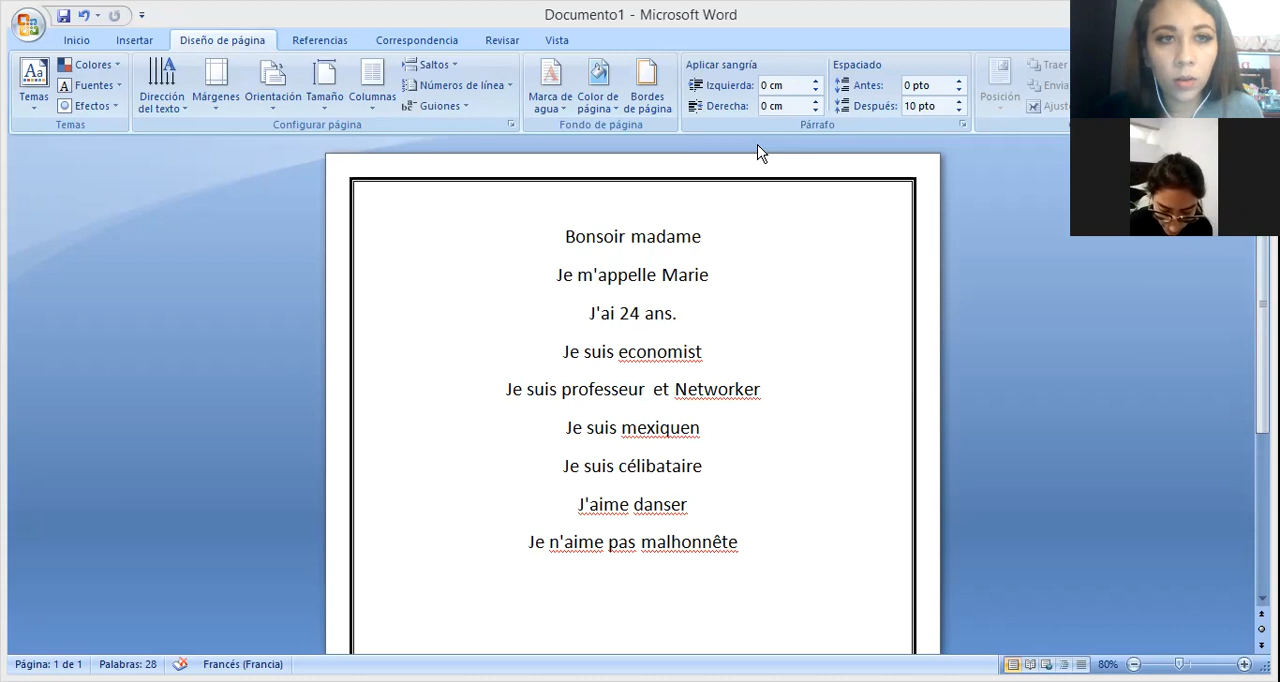 Documento1 - Microsoft Word
Inicio Insertar Diseño de página Referencias Correspondencia Revisar Vista
Temas
Colores
Fuentes
Efectos
Temas
Dirección del texto
Márgenes
Orientación
Tamaño
Columnas
Saltos
Números de línea
Guiones
Configurar página
Marca de agua
Color de página
Bordes de página
Fondo de página
Aplicar sangría
Izquierda: 0 cm
Derecha: 0 cm
Espaciado
Antes: 0 pto
Después: 10 pto
Párrafo
Posición
Traer
Envia
Ajust
Bonsoir madame
Je m'appelle Marie
J'ai 24 ans.
Je suis economist
Je suis professeur et Networker
Je suis mexiquen
Je suis célibataire
J'aime danser
Je n'aime pas malhonnête
Página: 1 de 1 Palabras: 28 Francés (Francia) 80%